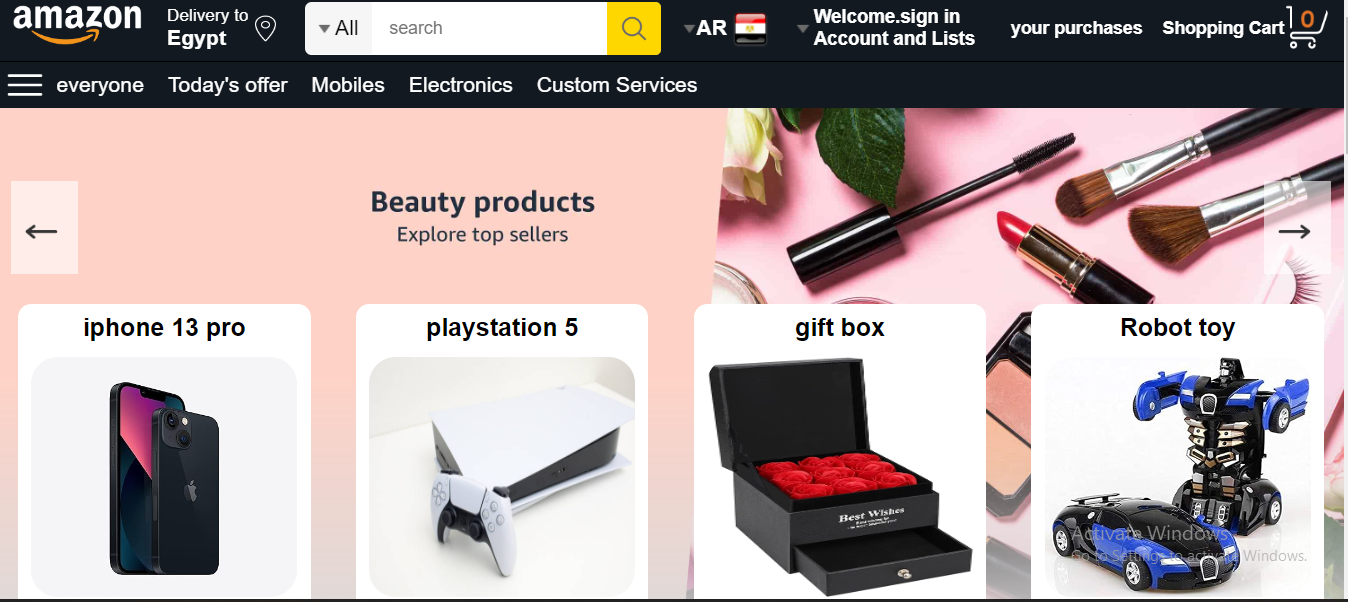 amazon
Delivery to
Egypt
All
search
AR
Welcome.sign in
Account and Lists
your purchases
Shopping Cart
0
everyone
Today's offer
Mobiles
Electronics
Custom Services
Beauty products
Explore top sellers
iphone 13 pro
playstation 5
gift box
Robot toy
Best Wishes
Activate Windows
Go to Settings to activate Windows.